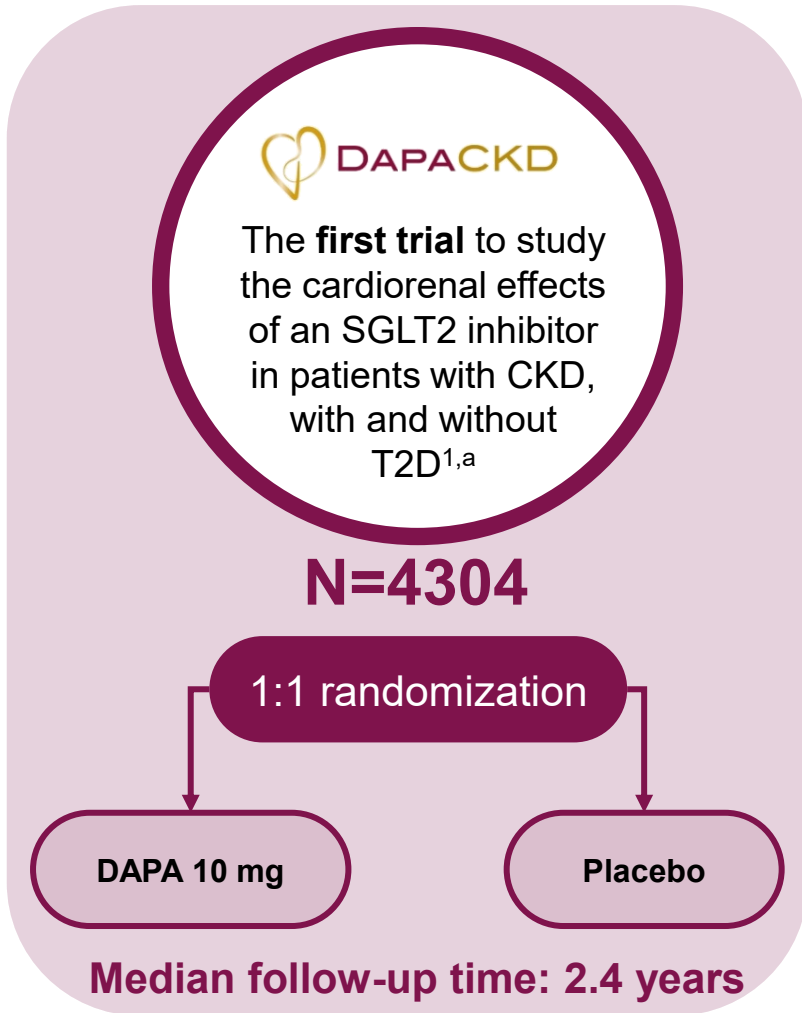 DAPACKD
The first trial to study
the cardiorenal effects
of an SGLT2 inhibitor
in patients with CKD,
with and without
T2D1,a
N=4304
1:1 randomization
DAPA 10 mg
Placebo
Median follow-up time: 2.4 years